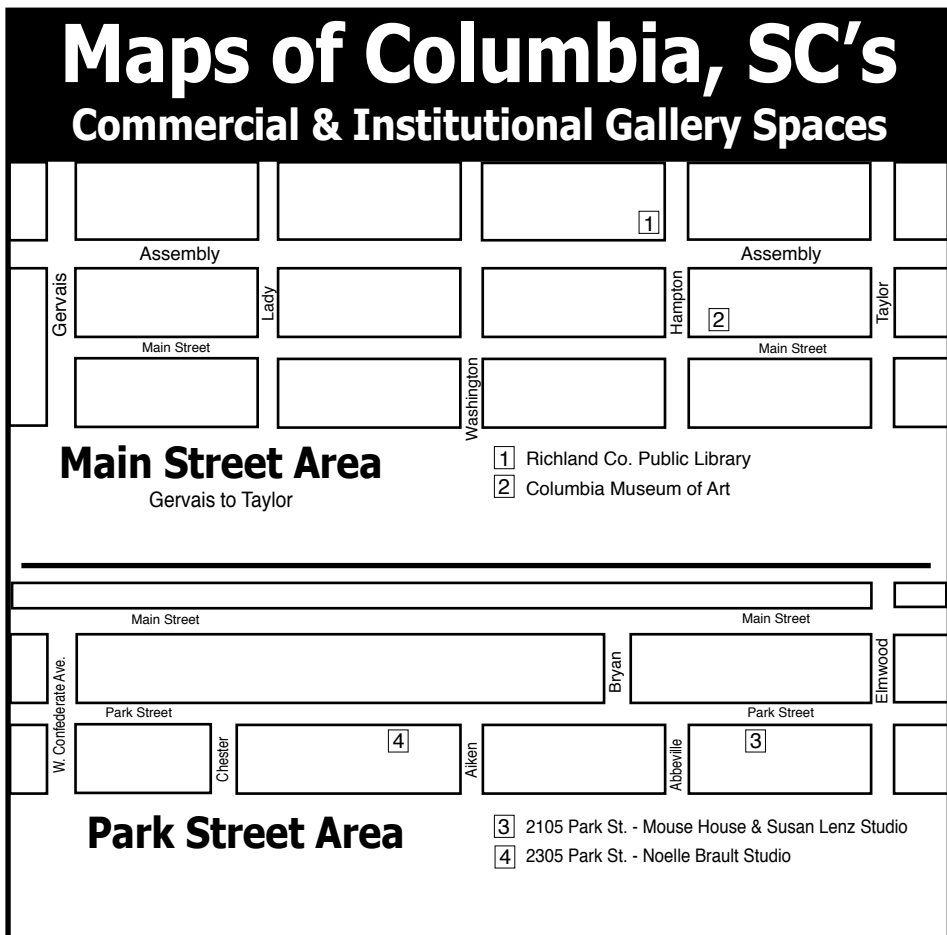 Maps of Columbia, SC's
Commercial & Institutional Gallery Spaces
1
Assembly
Assembly
Gervais
Lady
Hampton
2
Taylor
Main Street
Main Street
Washington
Main Street Area
Gervais to Taylor
1 Richland Co. Public Library
2 Columbia Museum of Art
Main Street
Main Street
W. Confederate Ave.
Bryan
Elmwood
Park Street
Park Street
Chester
4
Aiken
Abbeville
3
Park Street Area
3 2105 Park St. - Mouse House & Susan Lenz Studio
4 2305 Park St. - Noelle Brault Studio